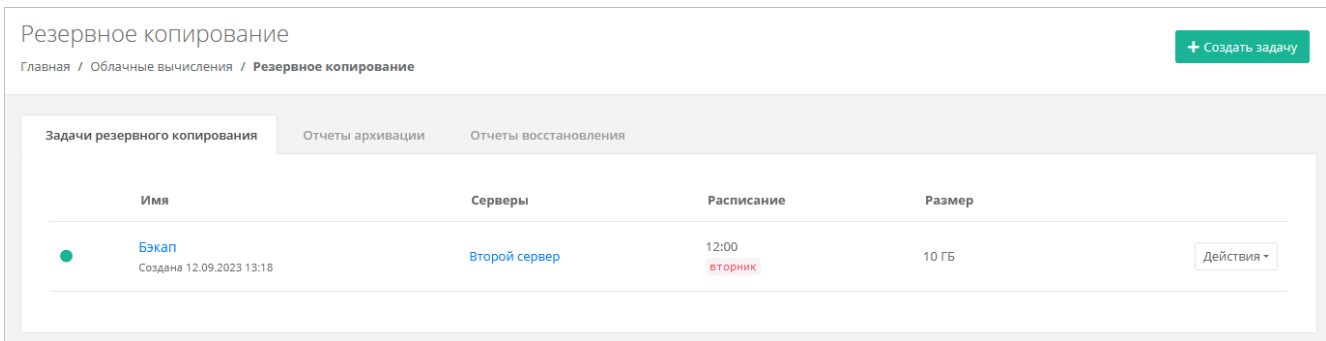 Резервное копирование
+ Создать задачу
Главная / Облачные вычисления / Резервное копирование
Задачи резервного копирования Отчеты архивации Отчеты восстановления
Имя Серверы Расписание Размер
Бэкап
Создана 12.09.2023 13:18
Второй сервер
12:00
вторник
10 ГБ
Действия